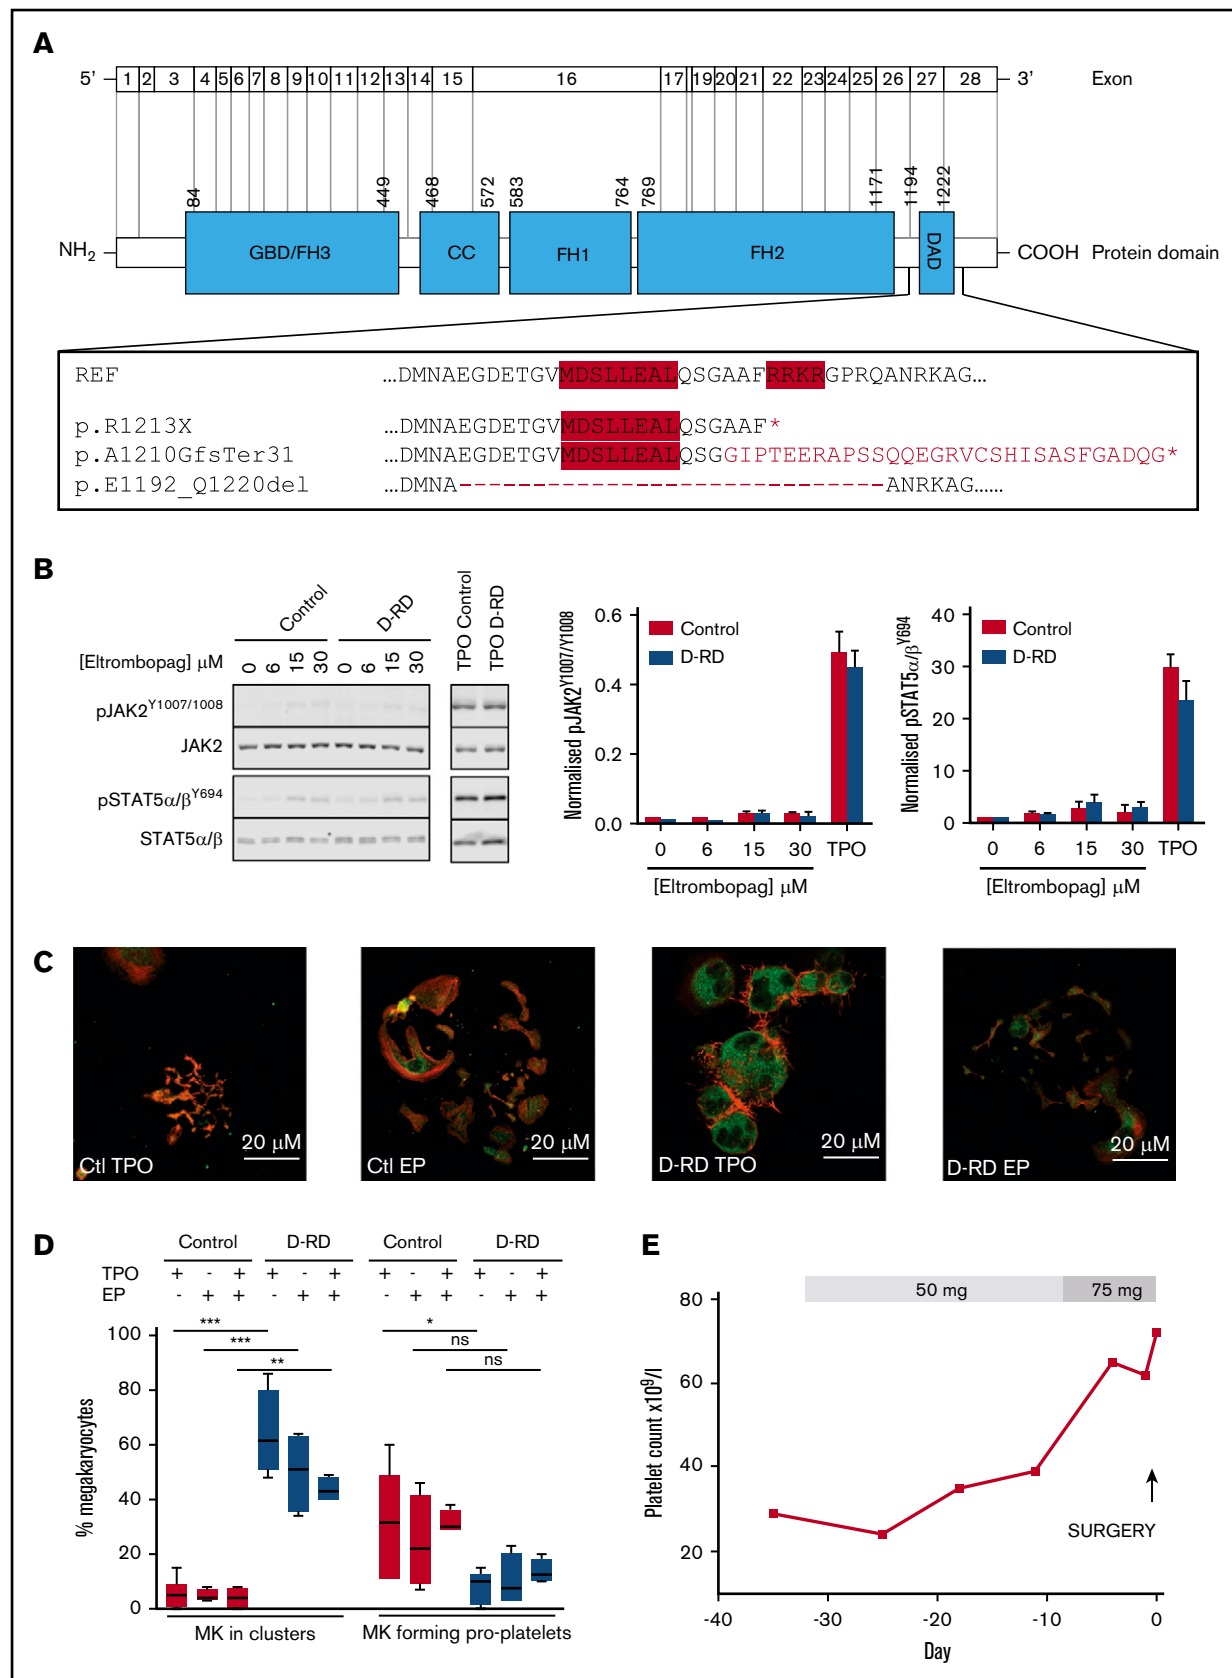 A
5’ 1 2 3 4 5 6 7 8 9 10 11 12 13 14 15 16 17 19 20 21 22 23 24 25 26 27 28 3’ Exon
84 449 468 572 583 764 769 1171 1194 1222
NH2 GBD/FH3 CC FH1 FH2 DAD COOH Protein domain
REF ...DMNAEGDETGVMDSLLEALQSGAAFRRKRGPRQANRKAG...
p.R1213X ...DMNAEGDETGVMDSLLEALQSGAAF*
p.A1210GfsTer31 ...DMNAEGDETGVMDSLLEALQSGGIPTEERAPSSQQEGRVCSHISASFGADQG*
p.E1192_Q1220del ...DMNA-----------------------------ANRKAG......
B
Control D-RD TPO Control TPO D-RD
[Eltrombopag] μM 0 6 15 30 0 6 15 30
pJAK2Y1007/1008
JAK2
pSTAT5α/βY694
STAT5α/β
Normalised pJAK2Y1007/Y1008
0.6
0.4
0.2
0.0
Control
D-RD
0 6 15 30 TPO
[Eltrombopag] μM
Normalised pSTAT5α/βY694
40
30
20
10
0
Control
D-RD
0 6 15 30 TPO
[Eltrombopag] μM
C
Ctl TPO 20 μM
Ctl EP 20 μM
D-RD TPO 20 μM
D-RD EP 20 μM
D
Control D-RD Control D-RD
TPO + - + + - + + - + + - +
EP - + + - + + - + + - + +
*** *** ** * ns ns
% megakaryocytes
100
80
60
40
20
0
MK in clusters MK forming pro-platelets
E
50 mg 75 mg
Platelet count x10⁹/l
80
60
40
20
SURGERY
-40 -30 -20 -10 0
Day